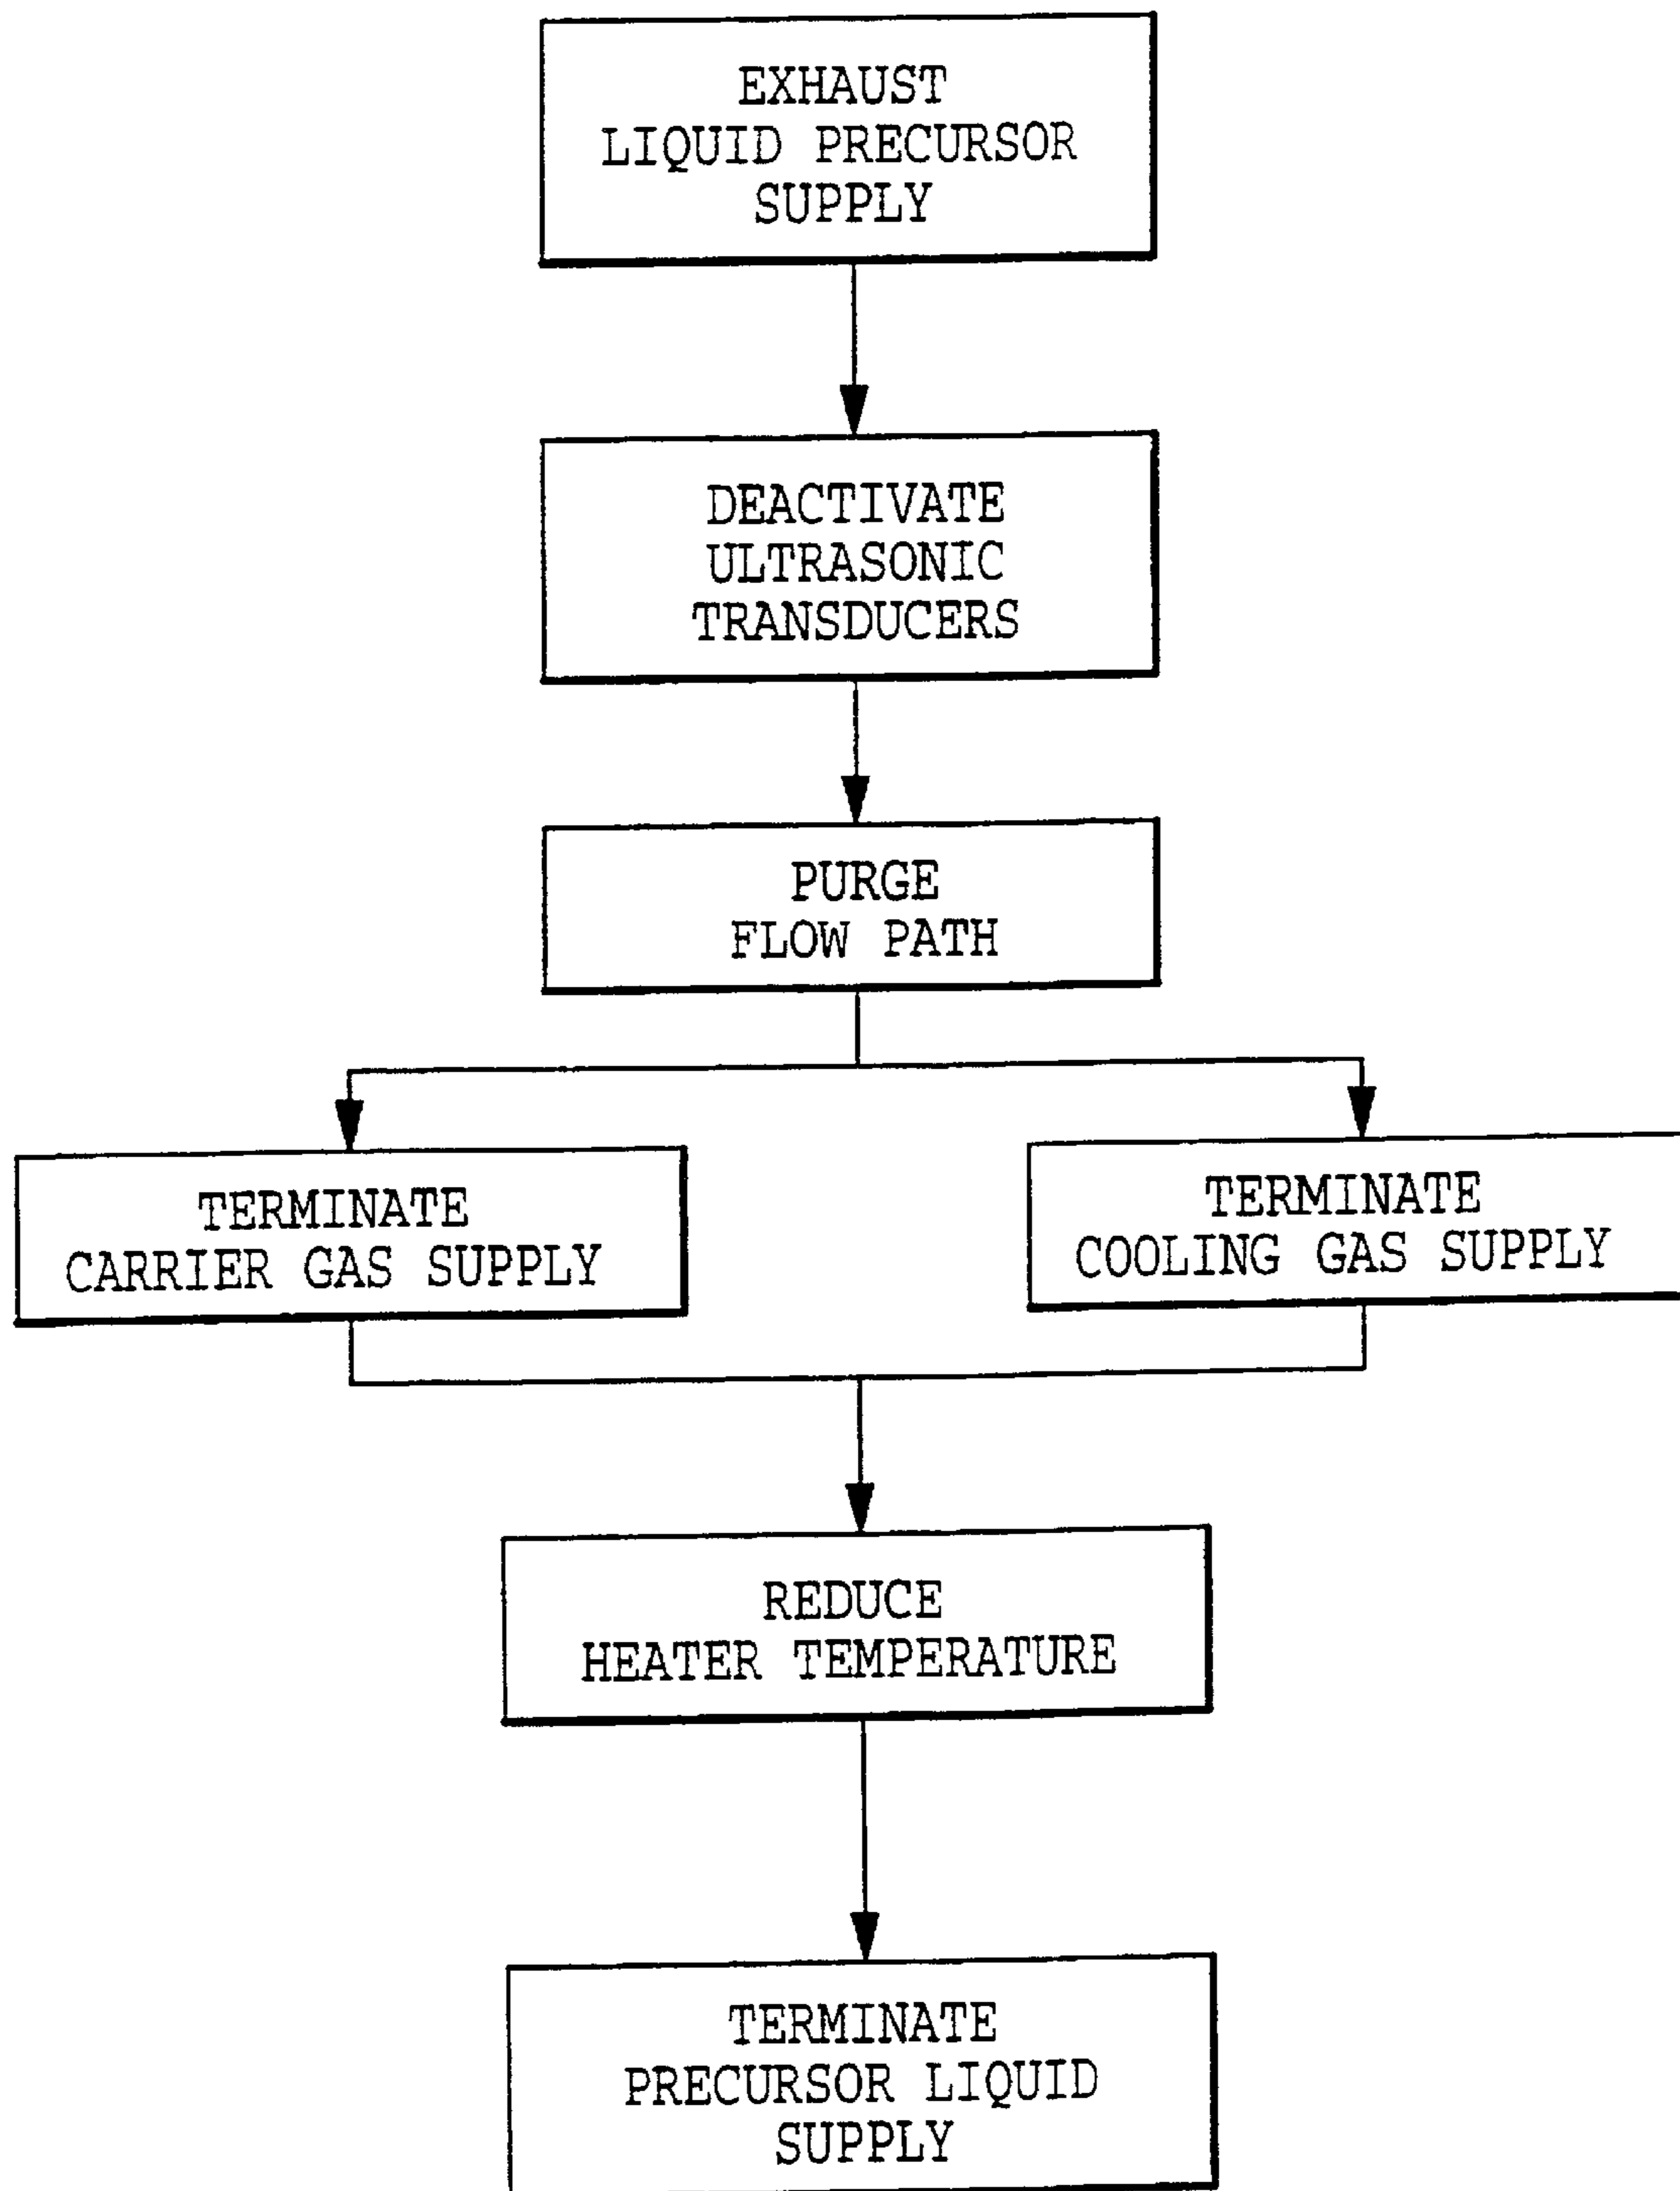 EXHAUST
LIQUID PRECURSOR
SUPPLY
DEACTIVATE
ULTRASONIC
TRANSDUCERS
PURGE
FLOW PATH
TERMINATE
CARRIER GAS SUPPLY
TERMINATE
COOLING GAS SUPPLY
REDUCE
HEATER TEMPERATURE
TERMINATE
PRECURSOR LIQUID
SUPPLY